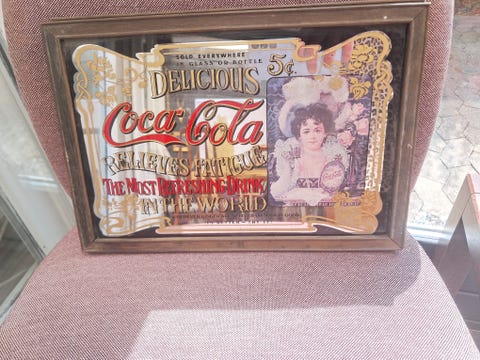 SOLD EVERYWHERE
IN GLASS OR BOTTLE
5¢
DELICIOUS
Coca-Cola
RELIEVES FATIGUE
THE MOST REFRESHING DRINK
IN THE WORLD